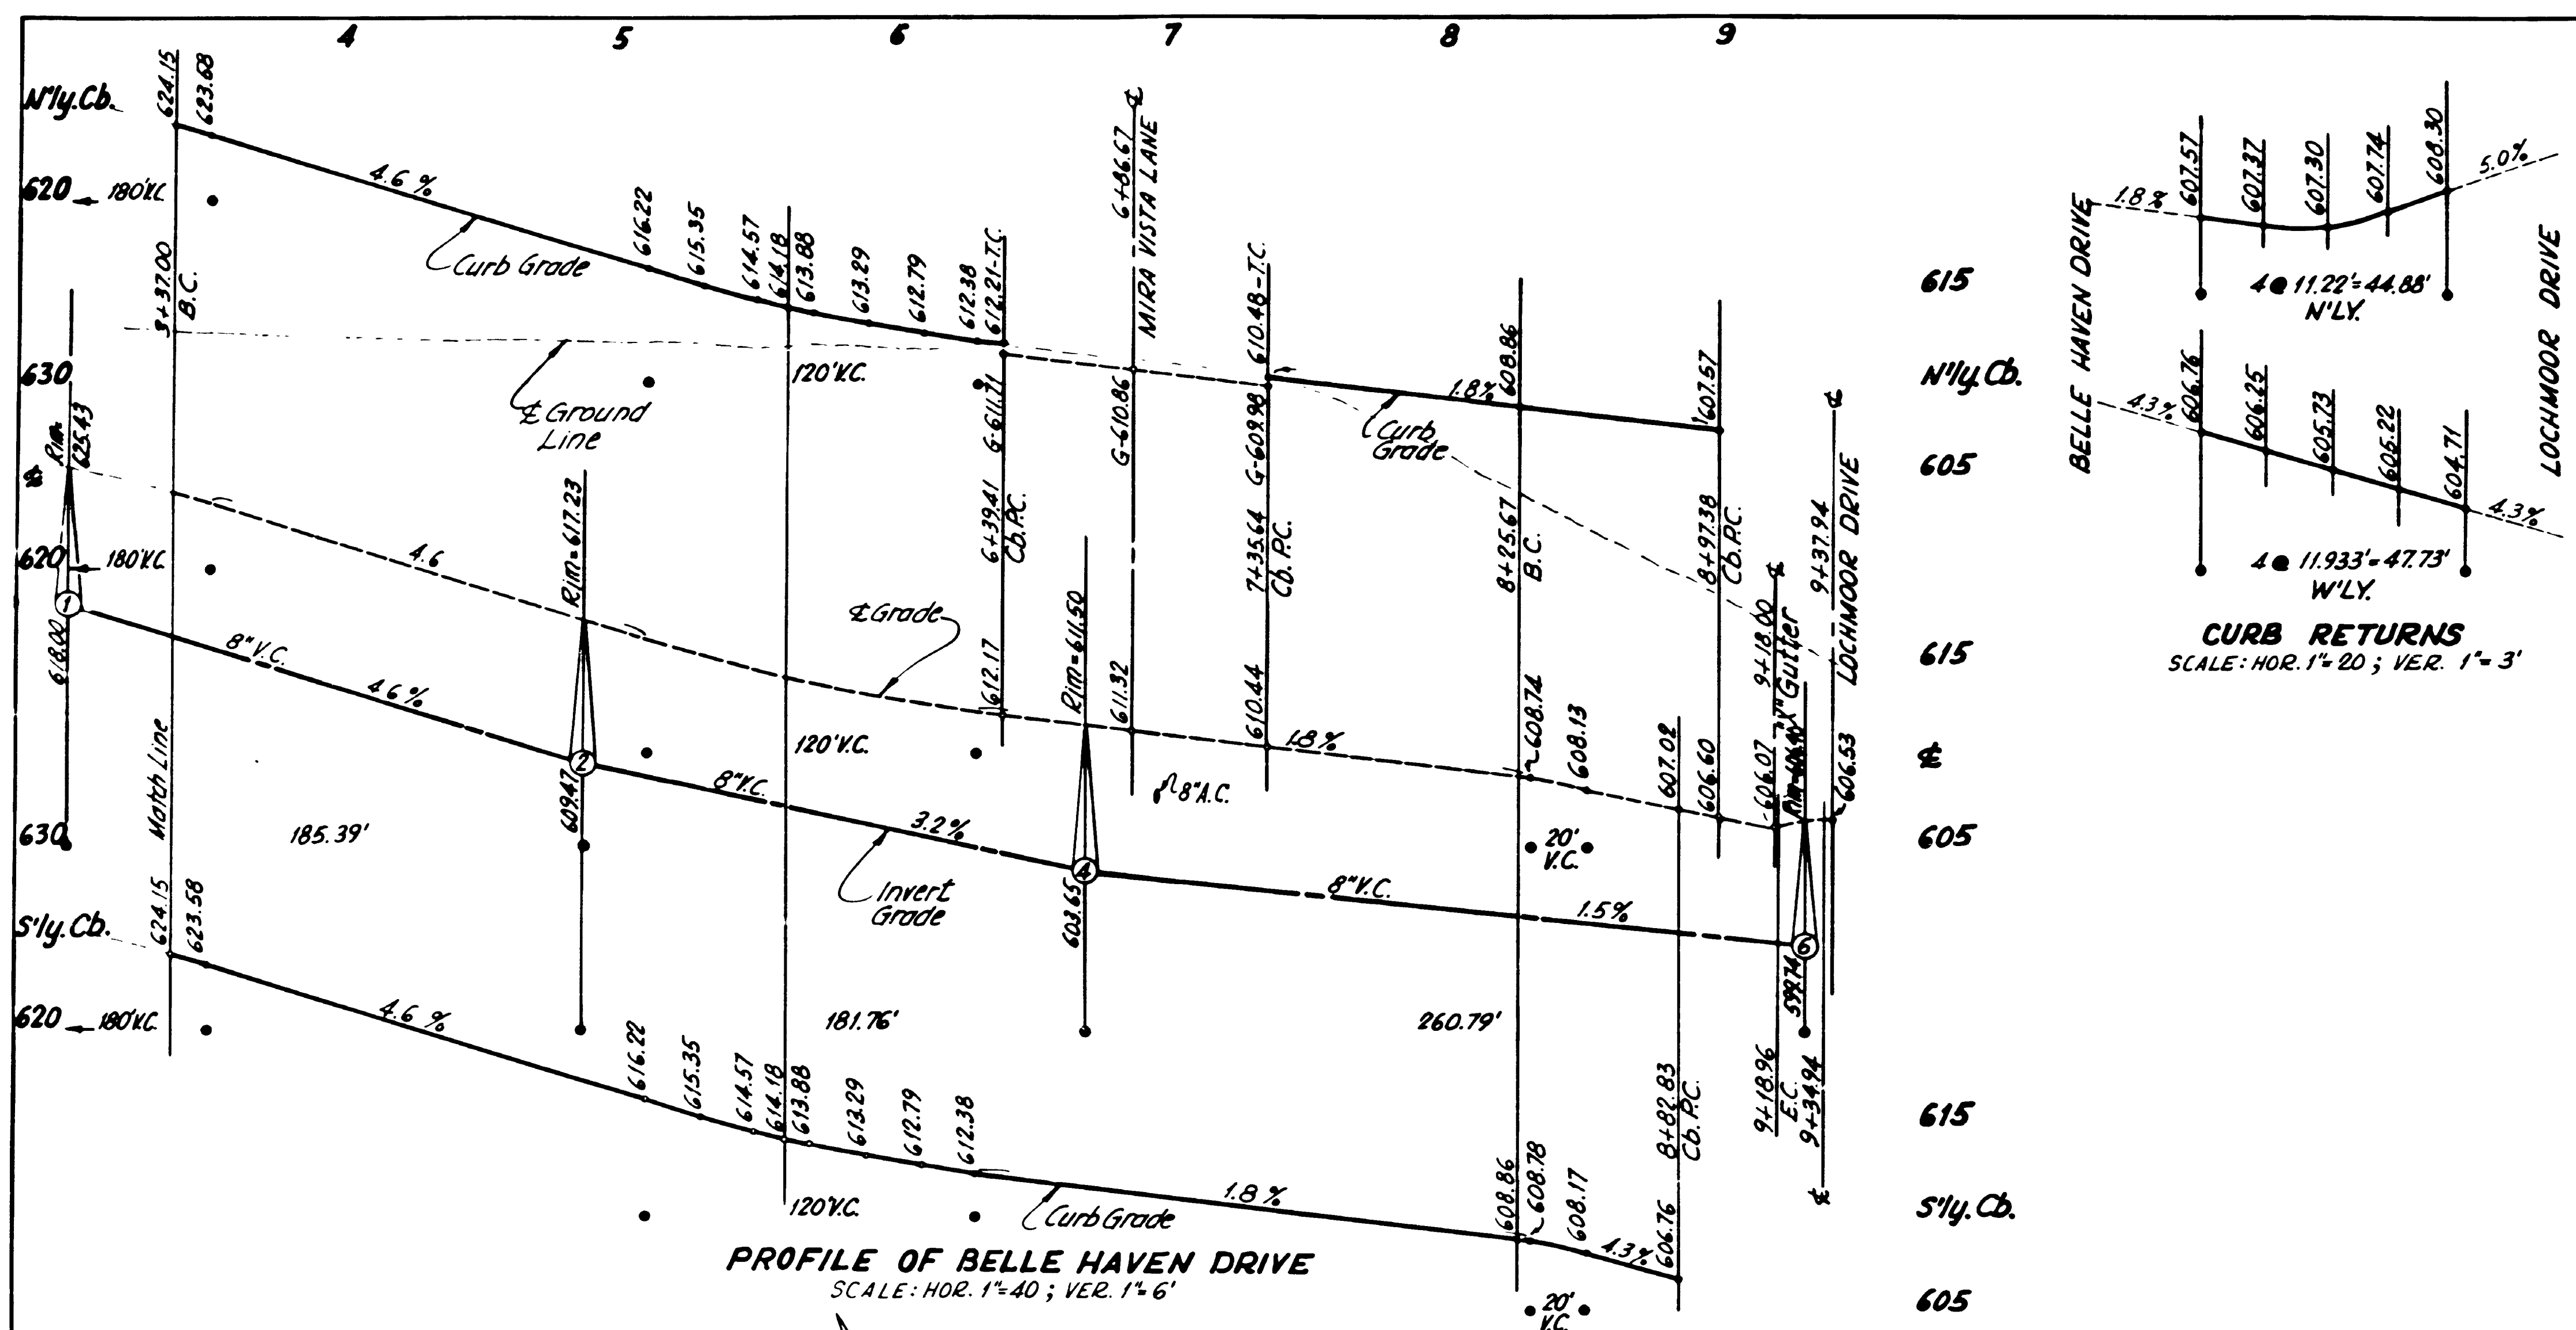 4 5 6 7 8 9
N'ly.Cb.
624.15
623.68
620
180'V.C.
3+37.00
B.C.
4.6 %
Curb Grade
616.22
615.35
614.57
614.18
613.88
613.29
612.79
612.38
612.21-T.C.
6+86.67
MIRA VISTA LANE
610.48-T.C.
630
120'V.C.
℄ Ground
Line
G-611.71
G-610.86
G-609.98
1.8%
608.86
607.57
Curb
Grade
615
N'ly.Cb.
605
℄
Rim=
625.43
620
180'V.C.
1
618.00
4.6
Rim=617.23
℄ Grade
6+39.41
Cb.P.C.
7+35.64
Cb.P.C.
8+25.67
B.C.
8+97.38
Cb.P.C.
9+37.94
LOCHMOOR DRIVE
9+18.00
"V" Gutter
8"V.C.
4.6%
2
609.47
612.17
Rim=611.50
611.32
610.44
1.8%
608.74
608.13
607.02
606.60
606.07
606.53
615
℄
605
Match Line
120'V.C.
8"A.C.
8"V.C.
3.2%
Invert
Grade
4
603.65
8"V.C.
1.5%
20'
V.C.
6
599.74
630
185.39'
181.76'
260.79'
S'ly.Cb.
624.15
623.58
620
180'V.C.
4.6 %
616.22
615.35
614.57
614.18
613.88
613.29
612.79
612.38
120'V.C.
Curb Grade
1.8 %
608.86
608.78
608.17
4.3%
606.76
8+82.83
Cb.P.C.
9+18.96
E.C.
9+34.94
℄
20'
V.C.
615
S'ly.Cb.
605
PROFILE OF BELLE HAVEN DRIVE
SCALE: HOR. 1"=40 ; VER. 1"=6'
BELLE HAVEN DRIVE
LOCHMOOR DRIVE
1.8%
607.57
607.37
607.30
607.74
608.30
5.0%
4 @ 11.22'=44.88'
N'LY.
4.3%
606.76
606.25
605.73
605.22
604.71
4.3%
4 @ 11.933'=47.73'
W'LY.
CURB RETURNS
SCALE: HOR. 1"=20 ; VER. 1"=3'